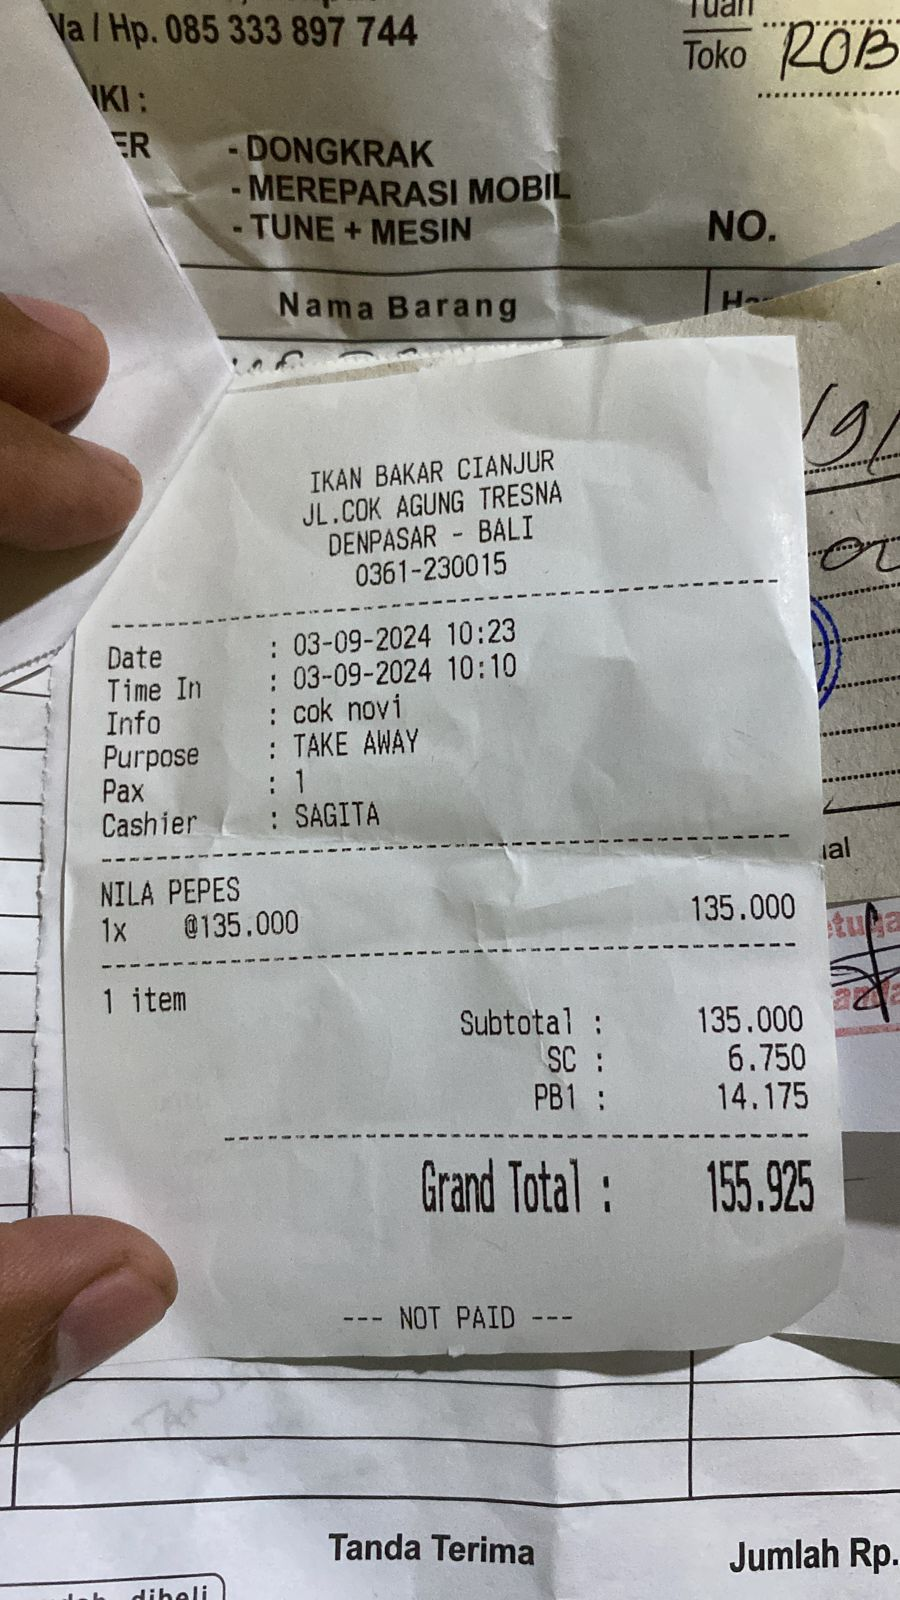 Wa / Hp. 085 333 897 744
Toko ROB
- DONGKRAK
- MEREPARASI MOBIL
- TUNE + MESIN
NO.
Nama Barang
IKAN BAKAR CIANJUR
JL.COK AGUNG TRESNA
DENPASAR - BALI
0361-230015
Date : 03-09-2024 10:23
Time In : 03-09-2024 10:10
Info : cok novi
Purpose : TAKE AWAY
Pax : 1
Cashier : SAGITA
NILA PEPES
1x @135.000 135.000
1 item
Subtotal : 135.000
SC : 6.750
PB1 : 14.175
Grand Total : 155.925
--- NOT PAID ---
Tanda Terima
Jumlah Rp.
dibeli